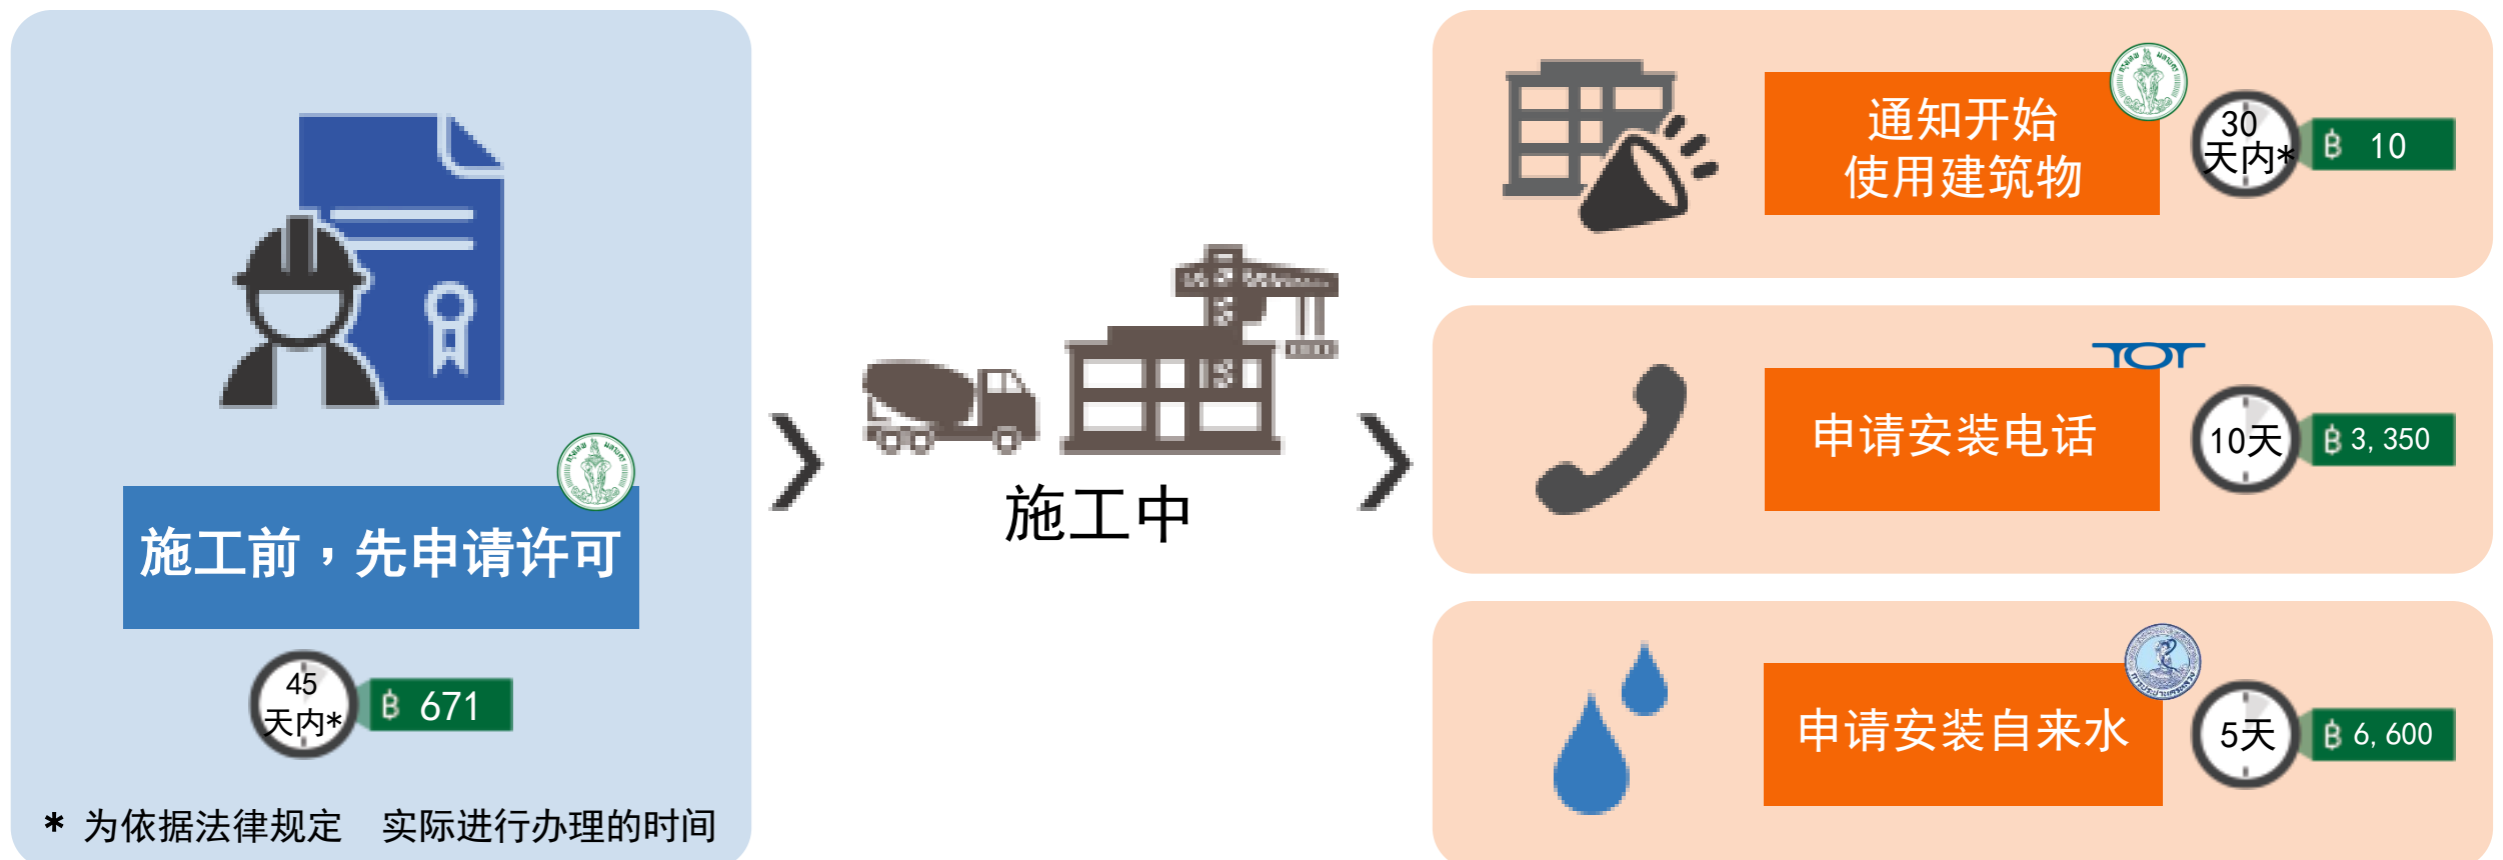 施工前，先申请许可
45
天内*
฿ 671
* 为依据法律规定 实际进行办理的时间
施工中
通知开始
使用建筑物
30
天内*
฿ 10
TOT
申请安装电话
10天
฿ 3,350
申请安装自来水
5天
฿ 6,600